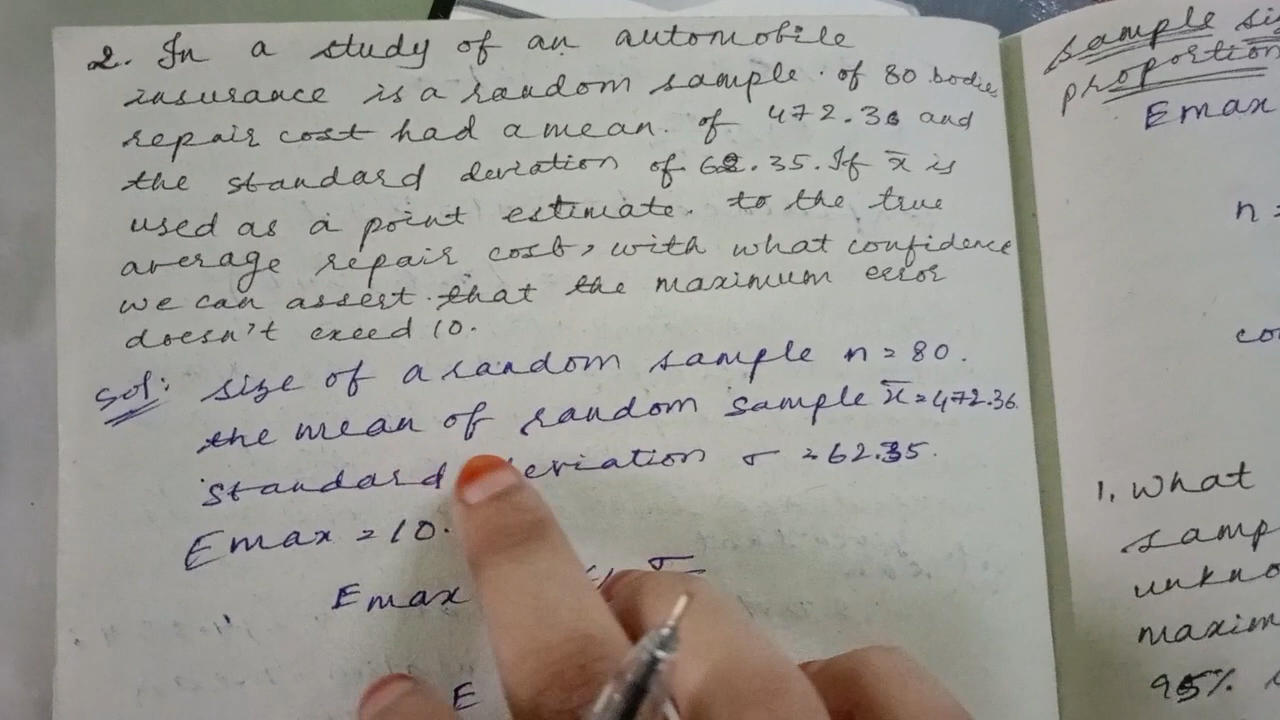 2. In a study of an automobile
insurance is a random sample of 80 bodies
repair cost had a mean of 472.36 and
the standard deviation of 62.35. If x̄ is
used as a point estimate to the true
average repair cost, with what confidence
we can assert that the maximum error
doesn't exeed 10.
Sol: size of a random sample n = 80.
the mean of random sample x̄ = 472.36.
Standard deviation σ = 62.35.
Emax = 10.
Emax
E
sample
proportion
Emax
n =
1. What
samp
95%